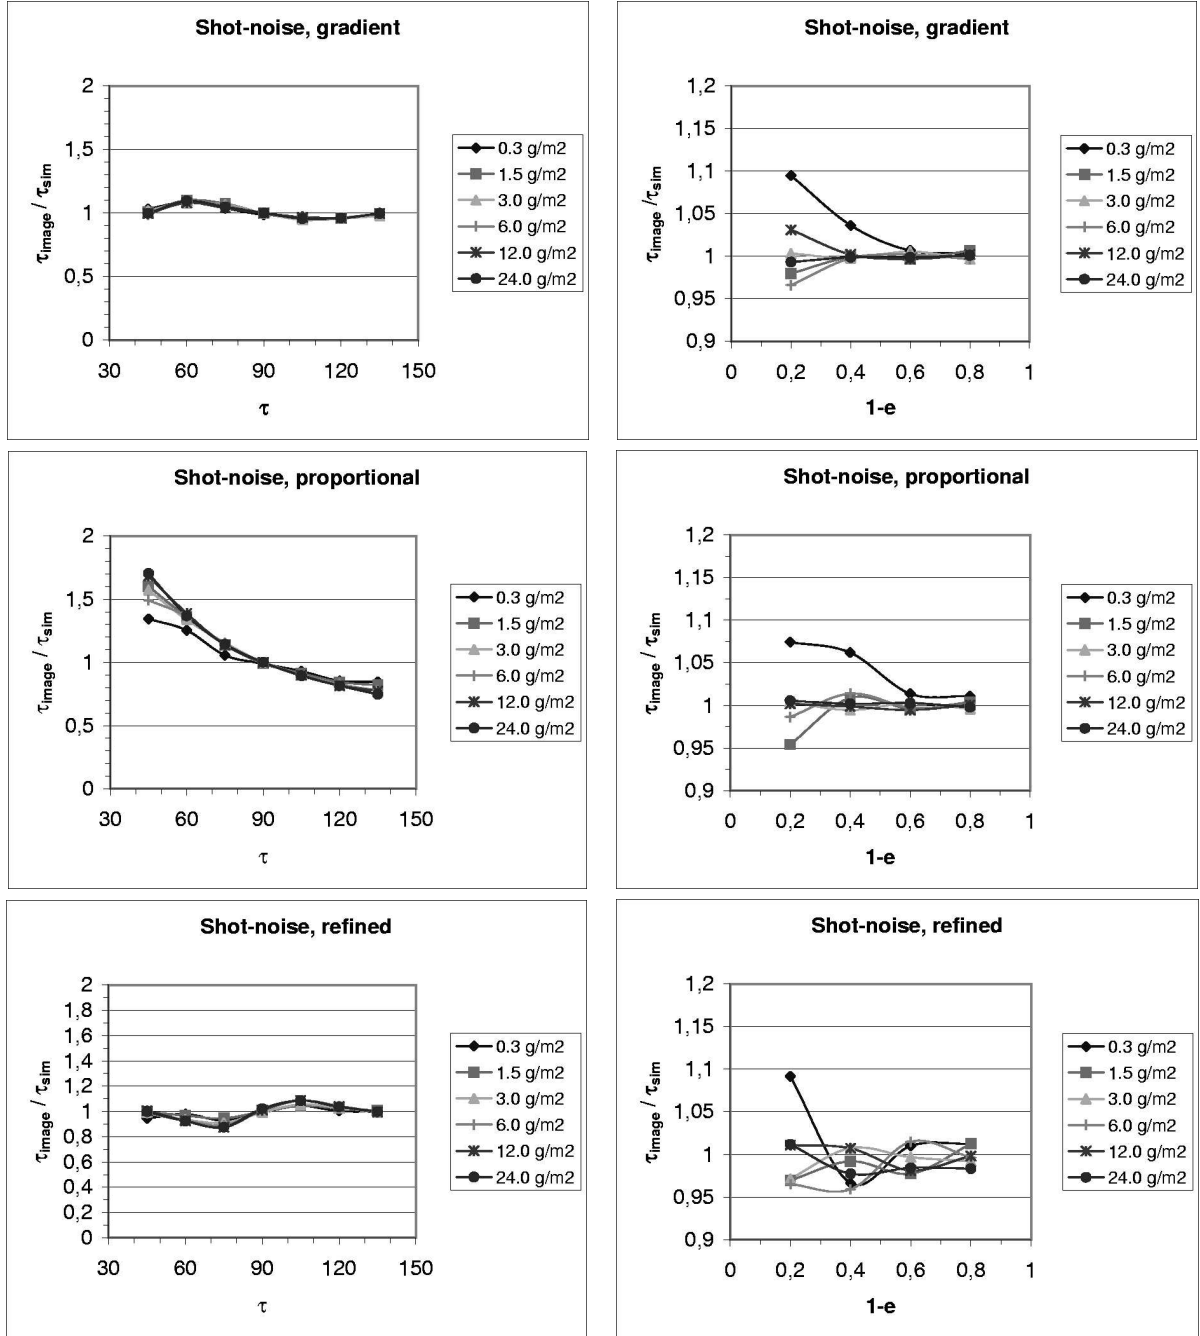 Shot-noise, gradient
τimage / τsim
2
1,5
1
0,5
0
30 60 90 120 150
τ
0.3 g/m2
1.5 g/m2
3.0 g/m2
6.0 g/m2
12.0 g/m2
24.0 g/m2
Shot-noise, gradient
τimage /τsim
1,2
1,15
1,1
1,05
1
0,95
0,9
0 0,2 0,4 0,6 0,8 1
1-e
0.3 g/m2
1.5 g/m2
3.0 g/m2
6.0 g/m2
12.0 g/m2
24.0 g/m2
Shot-noise, proportional
τimage / τsim
2
1,5
1
0,5
0
30 60 90 120 150
τ
0.3 g/m2
1.5 g/m2
3.0 g/m2
6.0 g/m2
12.0 g/m2
24.0 g/m2
Shot-noise, proportional
τimage / τsim
1,2
1,15
1,1
1,05
1
0,95
0,9
0 0,2 0,4 0,6 0,8 1
1-e
0.3 g/m2
1.5 g/m2
3.0 g/m2
6.0 g/m2
12.0 g/m2
24.0 g/m2
Shot-noise, refined
τimage / τsim
2
1,8
1,6
1,4
1,2
1
0,8
0,6
0,4
0,2
0
30 60 90 120 150
τ
0.3 g/m2
1.5 g/m2
3.0 g/m2
6.0 g/m2
12.0 g/m2
24.0 g/m2
Shot-noise, refined
τimage / τsim
1,2
1,15
1,1
1,05
1
0,95
0,9
0 0,2 0,4 0,6 0,8 1
1-e
0.3 g/m2
1.5 g/m2
3.0 g/m2
6.0 g/m2
12.0 g/m2
24.0 g/m2